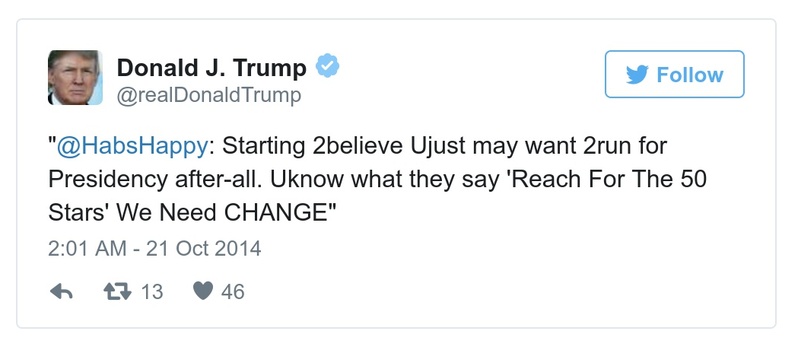 Donald J. Trump
Follow
@realDonaldTrump
"@HabsHappy: Starting 2believe Ujust may want 2run for
Presidency after-all. Uknow what they say 'Reach For The 50
Stars' We Need CHANGE"
2:01 AM - 21 Oct 2014
13 46